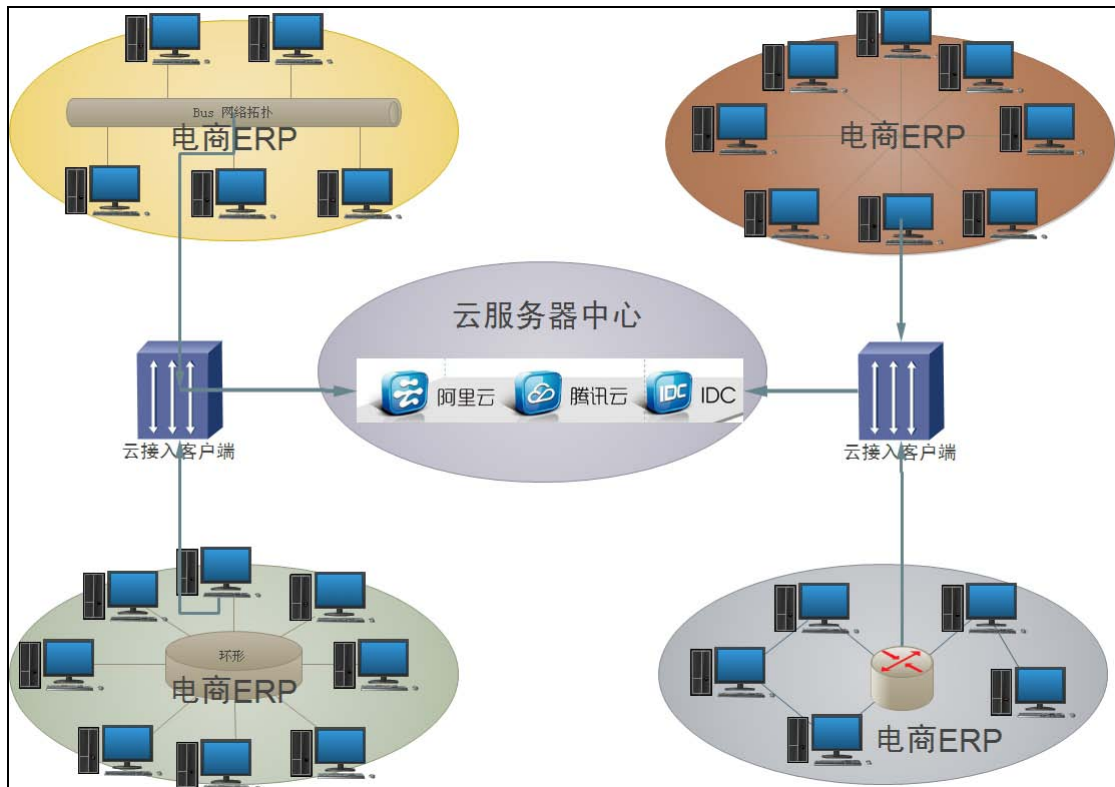 Bus 网络拓扑
电商ERP
电商ERP
云服务器中心
阿里云
腾讯云
IDC IDC
云接入客户端
云接入客户端
环形
电商ERP
电商ERP